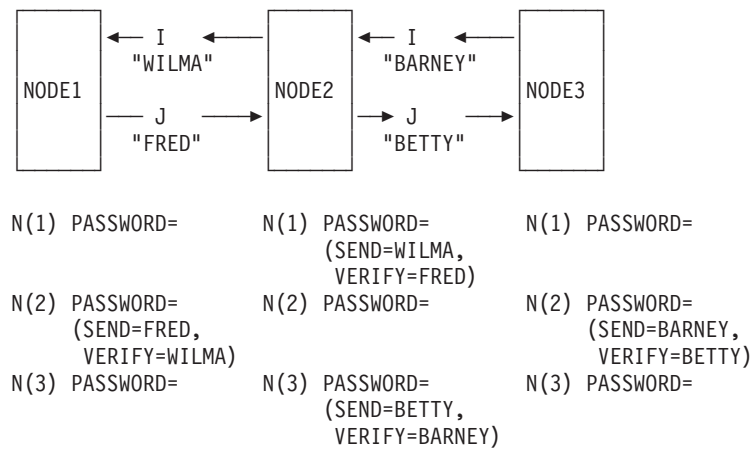 I I
"WILMA" "BARNEY"
NODE1 NODE2 NODE3
J J
"FRED" "BETTY"
N(1) PASSWORD= N(1) PASSWORD= N(1) PASSWORD=
(SEND=WILMA,
VERIFY=FRED)
N(2) PASSWORD= N(2) PASSWORD= N(2) PASSWORD=
(SEND=FRED, (SEND=BARNEY,
VERIFY=WILMA) VERIFY=BETTY)
N(3) PASSWORD= N(3) PASSWORD= N(3) PASSWORD=
(SEND=BETTY,
VERIFY=BARNEY)